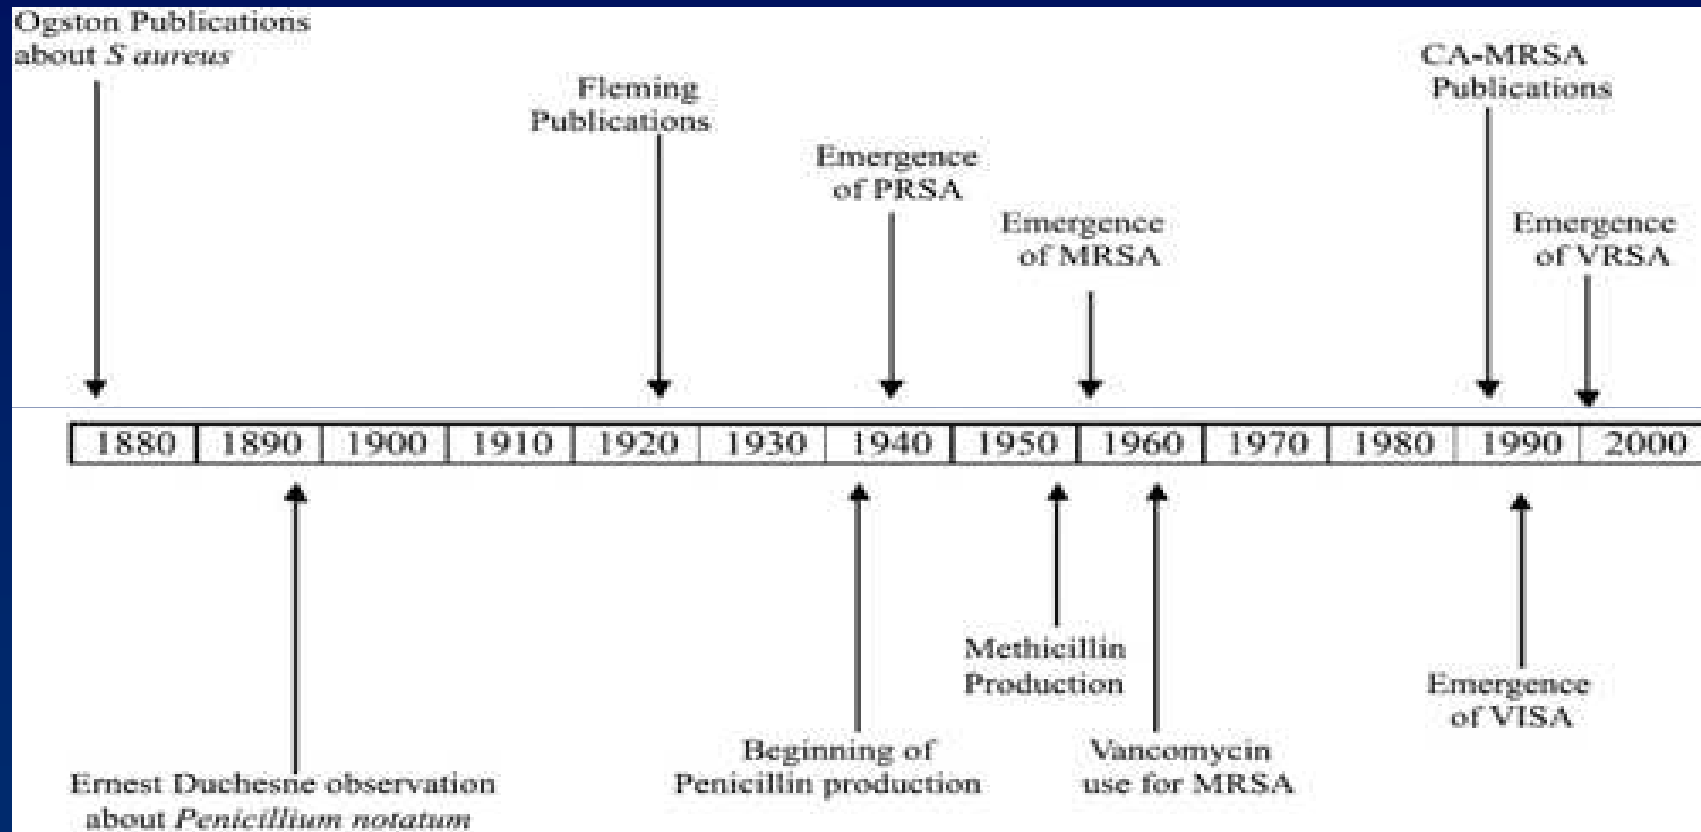 Ogston Publications
about S aureus
Fleming
Publications
Emergence
of PRSA
Emergence
of MRSA
CA-MRSA
Publications
Emergence
of VRSA
1880 1890 1900 1910 1920 1930 1940 1950 1960 1970 1980 1990 2000
Ernest Duchesne observation
about Penicillium notatum
Beginning of
Penicillin production
Methicillin
Production
Vancomycin
use for MRSA
Emergence
of VISA